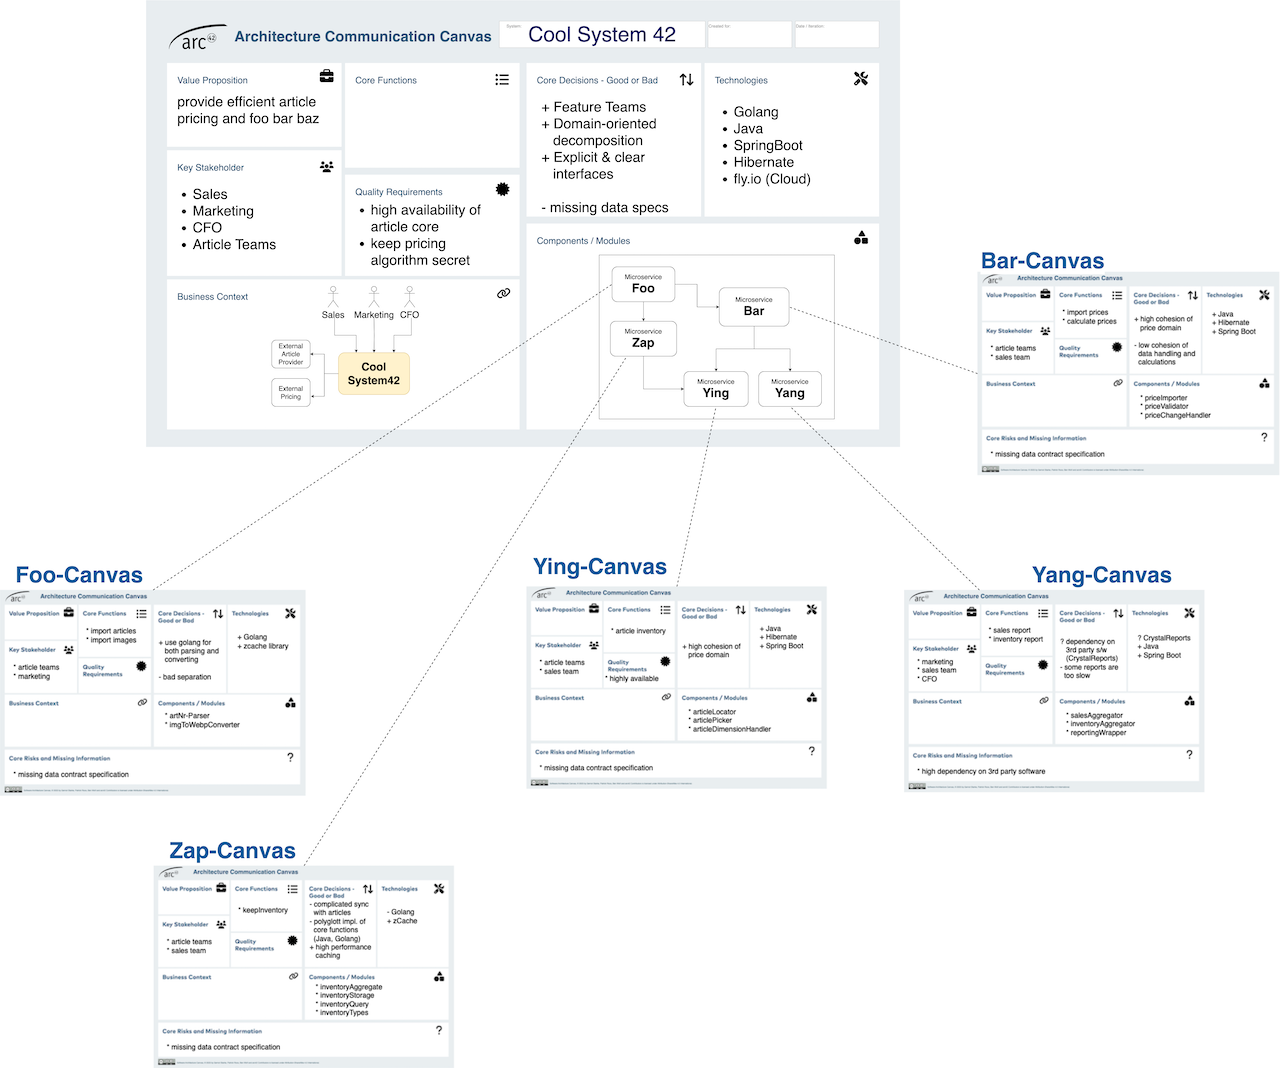 arc42
Architecture Communication Canvas
System
Cool System 42
Created for
Date / Iteration
Value Proposition
provide efficient article
pricing and foo bar baz
Core Functions
Core Decisions - Good or Bad
+ Feature Teams
+ Domain-oriented
decomposition
+ Explicit & clear
interfaces
- missing data specs
Technologies
• Golang
• Java
• SpringBoot
• Hibernate
• fly.io (Cloud)
Key Stakeholder
• Sales
• Marketing
• CFO
• Article Teams
Quality Requirements
• high availability of
article core
• keep pricing
algorithm secret
Business Context
Sales
Marketing
CFO
External
Article
Provider
External
Pricing
Cool
System42
Components / Modules
Microservice
Foo
Microservice
Bar
Microservice
Zap
Microservice
Ying
Microservice
Yang
Bar-Canvas
arc42
Architecture Communication Canvas
Value Proposition
Core Functions
* import prices
* calculate prices
Core Decisions -
Good or Bad
+ high cohesion of
price domain
- low cohesion of
data handling and
calculations
Technologies
+ Java
+ Hibernate
+ Spring Boot
Key Stakeholder
* article teams
* sales team
Quality
Requirements
Business Context
Components / Modules
* priceImporter
* priceValidator
* priceChangeHandler
Core Risks and Missing Information
?
* missing data contract specification
Foo-Canvas
arc42
Architecture Communication Canvas
Value Proposition
Core Functions
* import articles
* import images
Core Decisions -
Good or Bad
+ use golang for
both parsing and
converting
- bad separation
Technologies
+ Golang
+ zcache library
Key Stakeholder
* article teams
* marketing
Quality
Requirements
Business Context
Components / Modules
* artNr-Parser
* imgToWebpConverter
Core Risks and Missing Information
?
* missing data contract specification
Ying-Canvas
arc42
Architecture Communication Canvas
Value Proposition
Core Functions
* article inventory
Core Decisions -
Good or Bad
+ high cohesion of
price domain
Technologies
+ Java
+ Hibernate
+ Spring Boot
Key Stakeholder
* article teams
* sales team
Quality
Requirements
* highly available
Business Context
Components / Modules
* articleLocator
* articlePicker
* articleDimensionHandler
Core Risks and Missing Information
?
* missing data contract specification
Yang-Canvas
arc42
Architecture Communication Canvas
Value Proposition
Core Functions
* sales report
* inventory report
Core Decisions -
Good or Bad
? dependency on
3rd party s/w
(CrystalReports)
- some reports are
too slow
Technologies
? CrystalReports
+ Java
+ Spring Boot
Key Stakeholder
* marketing
* sales team
* CFO
Quality
Requirements
Business Context
Components / Modules
* salesAggregator
* inventoryAggregator
* reportingWrapper
Core Risks and Missing Information
?
* high dependency on 3rd party software
Zap-Canvas
arc42
Architecture Communication Canvas
Value Proposition
Core Functions
* keepInventory
Core Decisions -
Good or Bad
- complicated sync
with articles
- polyglott impl. of
core functions
(Java, Golang)
+ high performance
caching
Technologies
- Golang
+ zCache
Key Stakeholder
* article teams
* sales team
Quality
Requirements
Business Context
Components / Modules
* inventoryAggregate
* inventoryStorage
* inventoryQuery
* inventoryTypes
Core Risks and Missing Information
?
* missing data contract specification